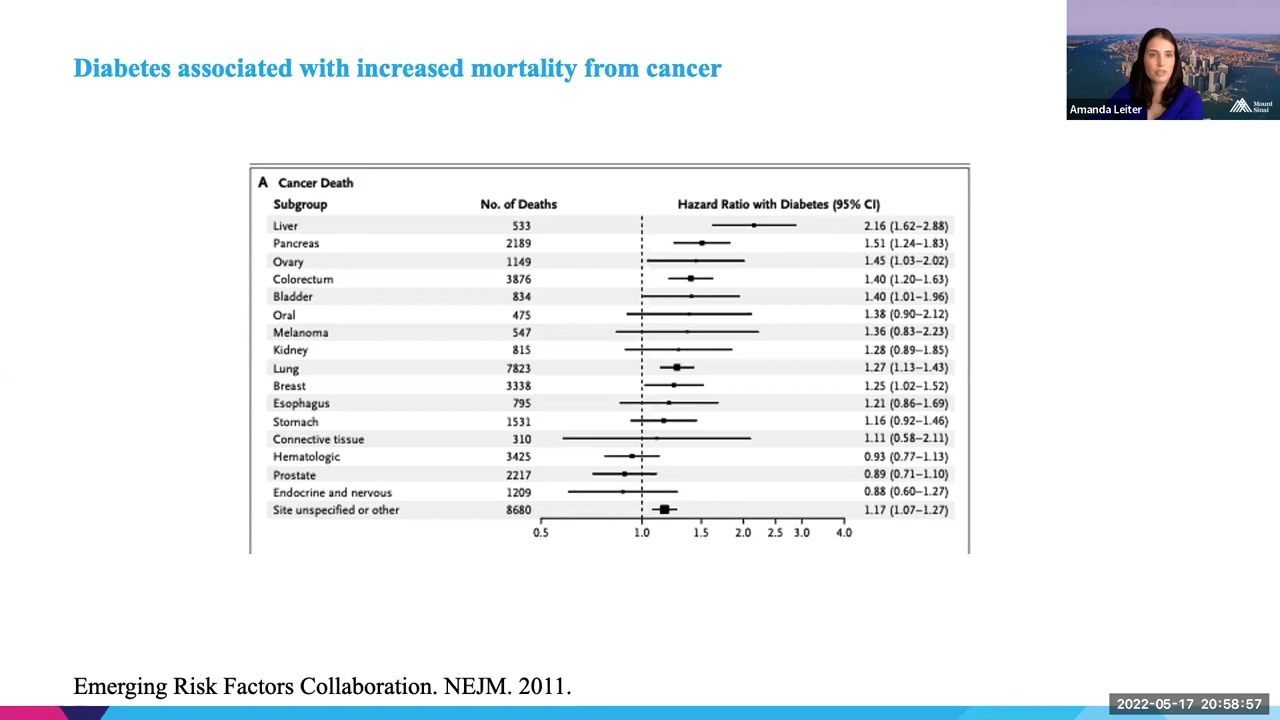 Diabetes associated with increased mortality from cancer
Amanda Leiter
Mount
Sinai
A Cancer Death
Subgroup No. of Deaths Hazard Ratio with Diabetes (95% CI)
Liver 533 2.16 (1.62–2.88)
Pancreas 2189 1.51 (1.24–1.83)
Ovary 1149 1.45 (1.03–2.02)
Colorectum 3876 1.40 (1.20–1.63)
Bladder 834 1.40 (1.01–1.96)
Oral 475 1.38 (0.90–2.12)
Melanoma 547 1.36 (0.83–2.23)
Kidney 815 1.28 (0.89–1.85)
Lung 7823 1.27 (1.13–1.43)
Breast 3338 1.25 (1.02–1.52)
Esophagus 795 1.21 (0.86–1.69)
Stomach 1531 1.16 (0.92–1.46)
Connective tissue 310 1.11 (0.58–2.11)
Hematologic 3425 0.93 (0.77–1.13)
Prostate 2217 0.89 (0.71–1.10)
Endocrine and nervous 1209 0.88 (0.60–1.27)
Site unspecified or other 8680 1.17 (1.07–1.27)
0.5 1.0 1.5 2.0 2.5 3.0 4.0
Emerging Risk Factors Collaboration. NEJM. 2011.
2022-05-17 20:58:57